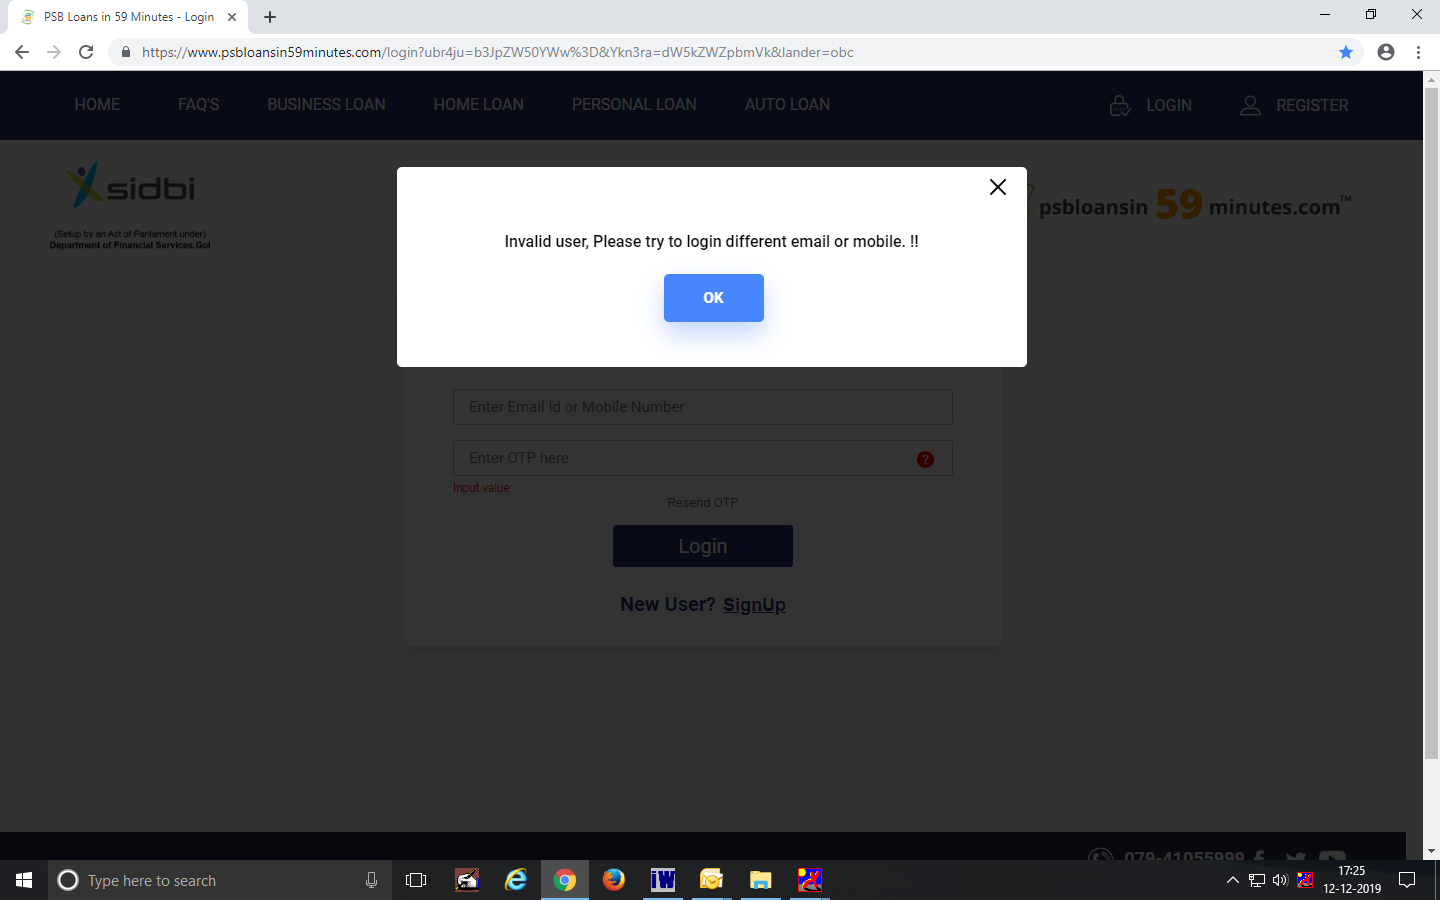 PSB Loans in 59 Minutes - Login
https://www.psbloansin59minutes.com/login?ubr4ju=b3JpZW50YWw%3D&Ykn3ra=dW5kZWZpbmVk&lander=obc
HOME FAQ'S BUSINESS LOAN HOME LOAN PERSONAL LOAN AUTO LOAN LOGIN REGISTER
sidbi
(Setup by an Act of Parliament under)
Department of Financial Services,GoI
psbloansin 59 minutes.com™
Invalid user, Please try to login different email or mobile. !!
OK
Enter Email Id or Mobile Number
Enter OTP here ?
Input value
Resend OTP
Login
New User? SignUp
079-41055999
Type here to search
17:25
12-12-2019